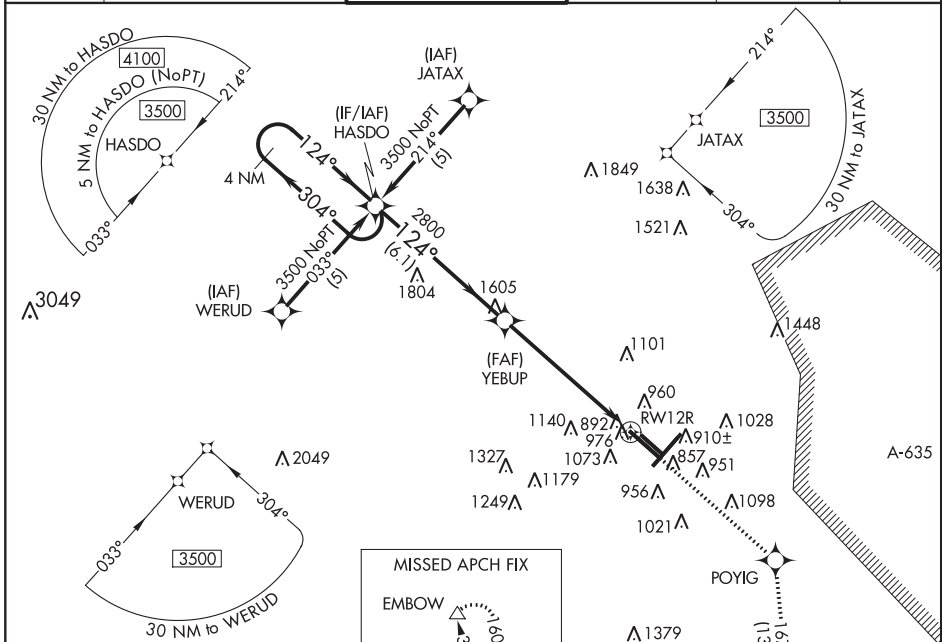 30 NM to HASDO
4100
5 NM to HASDO (NoPT)
3500
214°
HASDO
033°
(IAF)
JATAX
(IF/IAF)
HASDO
3500 NoPT
214°
(5)
124°
4 NM
304°
3500 NoPT
033°
(5)
(IAF)
WERUD
2800
124°
(6.1)
1804
1605
(FAF)
YEBUP
214°
3500
JATAX
30 NM to JATAX
304°
1849
1638
1521
3049
1448
1101
960
RW12R
1140
892
976
1028
910±
1073
857
951
A-635
2049
1327
1179
1249
956
1098
1021
WERUD
304°
033°
3500
30 NM to WERUD
MISSED APCH FIX
EMBOW
POYIG
1379